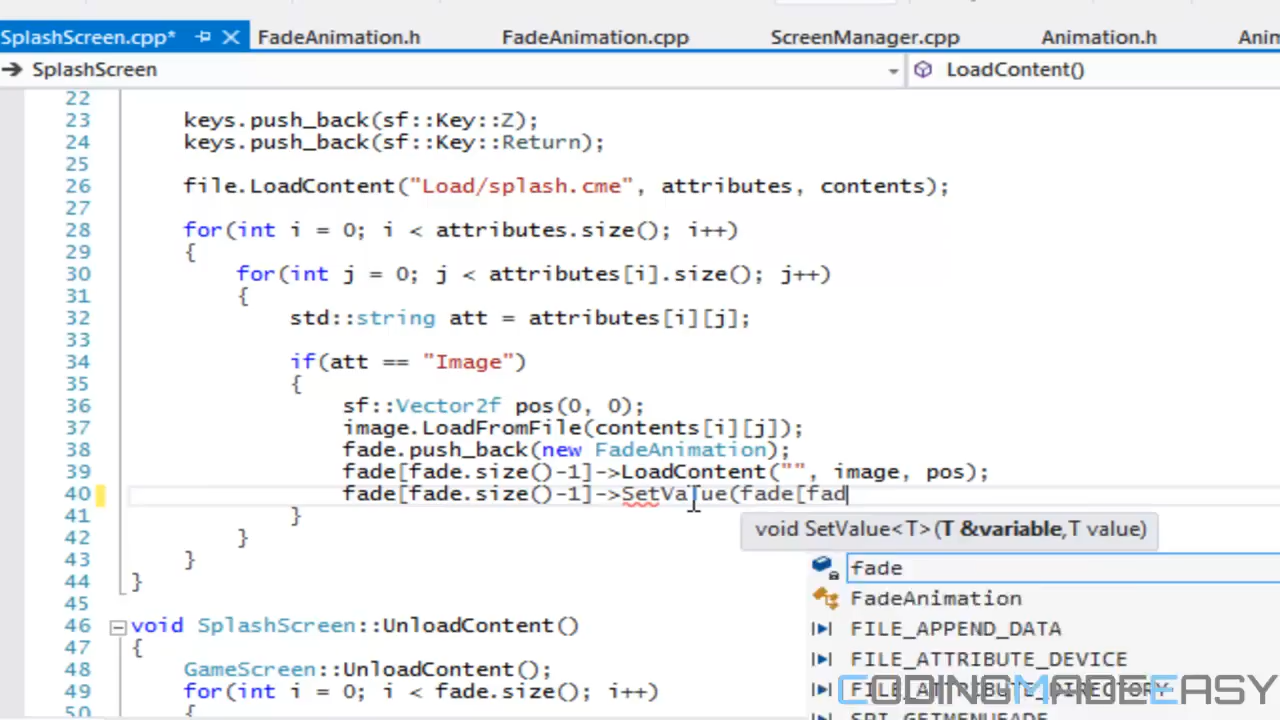 SplashScreen.cpp* FadeAnimation.h FadeAnimation.cpp ScreenManager.cpp Animation.h Anim
SplashScreen LoadContent()
22
23 keys.push_back(sf::Key::Z);
24 keys.push_back(sf::Key::Return);
25
26 file.LoadContent("Load/splash.cme", attributes, contents);
27
28 for(int i = 0; i < attributes.size(); i++)
29 {
30 for(int j = 0; j < attributes[i].size(); j++)
31 {
32 std::string att = attributes[i][j];
33
34 if(att == "Image")
35 {
36 sf::Vector2f pos(0, 0);
37 image.LoadFromFile(contents[i][j]);
38 fade.push_back(new FadeAnimation);
39 fade[fade.size()-1]->LoadContent("", image, pos);
40 fade[fade.size()-1]->SetValue(fade[fad
41 }
void SetValue<T>(T &variable,T value)
42 }
fade
43 }
44 }
FadeAnimation
45
FILE_APPEND_DATA
46 void SplashScreen::UnloadContent()
47 {
FILE_ATTRIBUTE_DEVICE
48 GameScreen::UnloadContent();
49 for(int i = 0; i < fade.size(); i++)
FILE_ATTRIBUTE_DIRECTORY
CODINGMADEEASY
50 {
SPI_GETMENUFADE